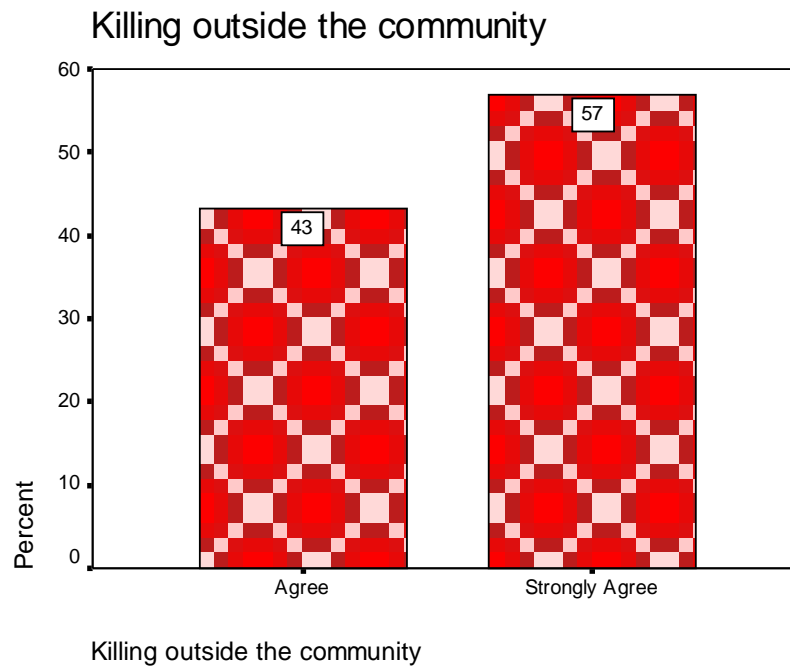 Killing outside the community
60
50
40
30
20
10
0
Percent
43
57
Agree
Strongly Agree
Killing outside the community